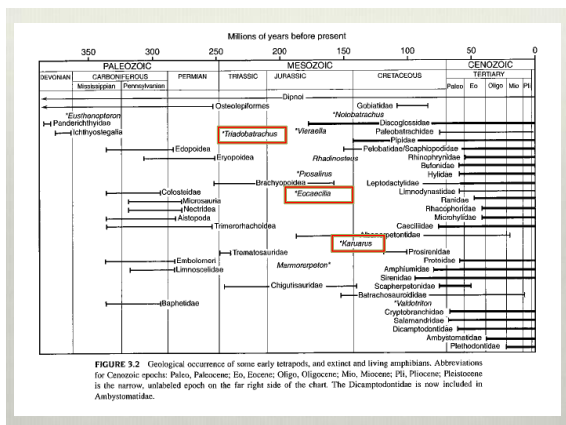 Millions of years before present
350 300 250 200 150 100 50 0
PALEOZOIC MESOZOIC CENOZOIC
DEVONIAN CARBONIFEROUS PERMIAN TRIASSIC JURASSIC CRETACEOUS TERTIARY
Mississippian Pennsylvanian Paleo Eo Oligo Mio Pli
Dipnoi
Osteolepiformes Gobiatidae
*Eusthenopteron *Notobatrachus
Panderichthyidae Discoglossidae
Ichthyostegalia *Triadobatrachus *Vieraella Paleobatrachidae
Pipidae
Edopoidea Pelobatidae/Scaphiopodidae
Eryopoidea Rhadinosteus Rhinophrynidae
Bufonidae
*Prosalirus Hylidae
Brachyopoidea Leptodactylidae
Colosteidae *Eocaecilia Limnodynastidae
Microsauria Ranidae
Nectridea Rhacophoridae
Aistopoda Microhylidae
Trimerorhachoidea Caeciliidae
Albanerpetontidae
*Karuarus
Trematosauridae Prosirenidae
Embolomeri Proteidae
Limnoscelidae Marmorerpeton* Amphiumidae
Sirenidae
Chigutisauridae Scapherpetonidae
Batrachosauroididae
Baphetidae *Valdotriton
Cryptobranchidae
Salamandridae
Dicamptodontidae
Ambystomatidae
Plethodontidae
FIGURE 3.2 Geological occurrence of some early tetrapods, and extinct and living amphibians. Abbreviations
for Cenozoic epochs: Paleo, Paleocene; Eo, Eocene; Oligo, Oligocene; Mio, Miocene; Pli, Pliocene; Pleistocene
is the narrow, unlabeled epoch on the far right side of the chart. The Dicamptodontidae is now included in
Ambystomatidae.